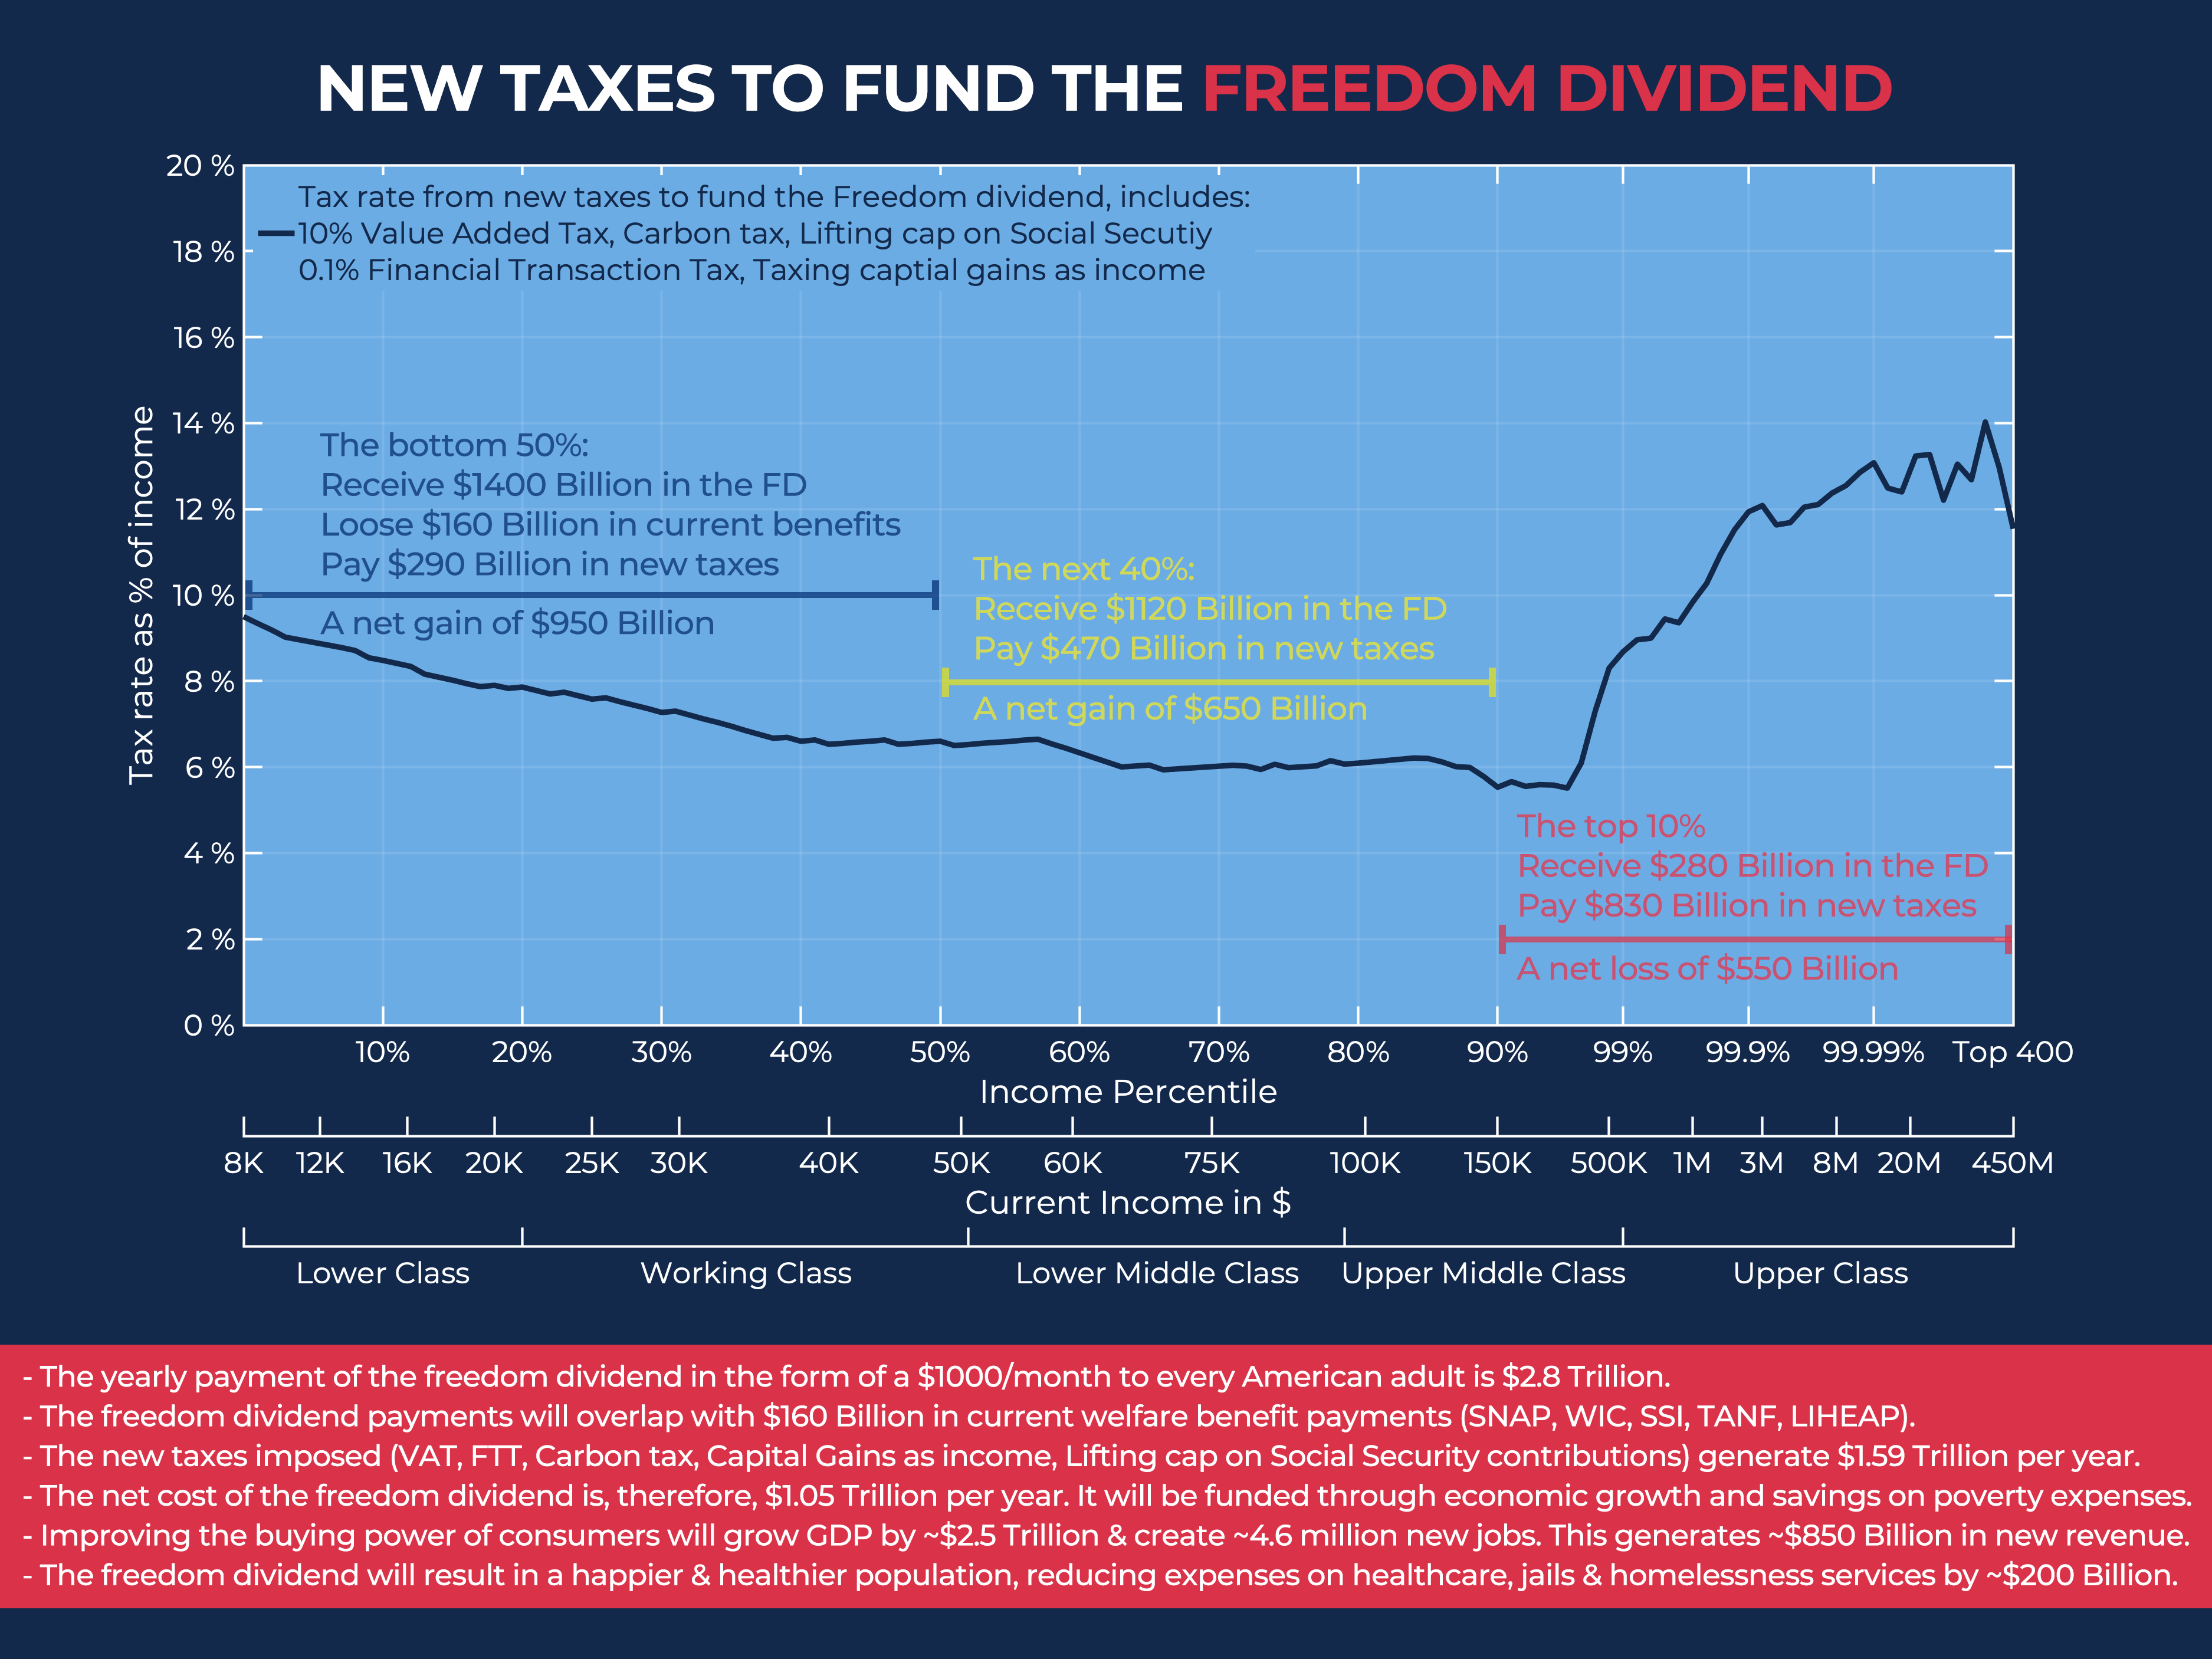 NEW TAXES TO FUND THE FREEDOM DIVIDEND
20 %
18 %
16 %
14 %
12 %
10 %
8 %
6 %
4 %
2 %
0 %
Tax rate as % of income
Tax rate from new taxes to fund the Freedom dividend, includes:
10% Value Added Tax, Carbon tax, Lifting cap on Social Secutiy
0.1% Financial Transaction Tax, Taxing captial gains as income
The bottom 50%:
Receive $1400 Billion in the FD
Loose $160 Billion in current benefits
Pay $290 Billion in new taxes
A net gain of $950 Billion
The next 40%:
Receive $1120 Billion in the FD
Pay $470 Billion in new taxes
A net gain of $650 Billion
The top 10%
Receive $280 Billion in the FD
Pay $830 Billion in new taxes
A net loss of $550 Billion
10% 20% 30% 40% 50% 60% 70% 80% 90% 99% 99.9% 99.99% Top 400
Income Percentile
8K 12K 16K 20K 25K 30K 40K 50K 60K 75K 100K 150K 500K 1M 3M 8M 20M 450M
Current Income in $
Lower Class Working Class Lower Middle Class Upper Middle Class Upper Class
- The yearly payment of the freedom dividend in the form of a $1000/month to every American adult is $2.8 Trillion.
- The freedom dividend payments will overlap with $160 Billion in current welfare benefit payments (SNAP, WIC, SSI, TANF, LIHEAP).
- The new taxes imposed (VAT, FTT, Carbon tax, Capital Gains as income, Lifting cap on Social Security contributions) generate $1.59 Trillion per year.
- The net cost of the freedom dividend is, therefore, $1.05 Trillion per year. It will be funded through economic growth and savings on poverty expenses.
- Improving the buying power of consumers will grow GDP by ~$2.5 Trillion & create ~4.6 million new jobs. This generates ~$850 Billion in new revenue.
- The freedom dividend will result in a happier & healthier population, reducing expenses on healthcare, jails & homelessness services by ~$200 Billion.